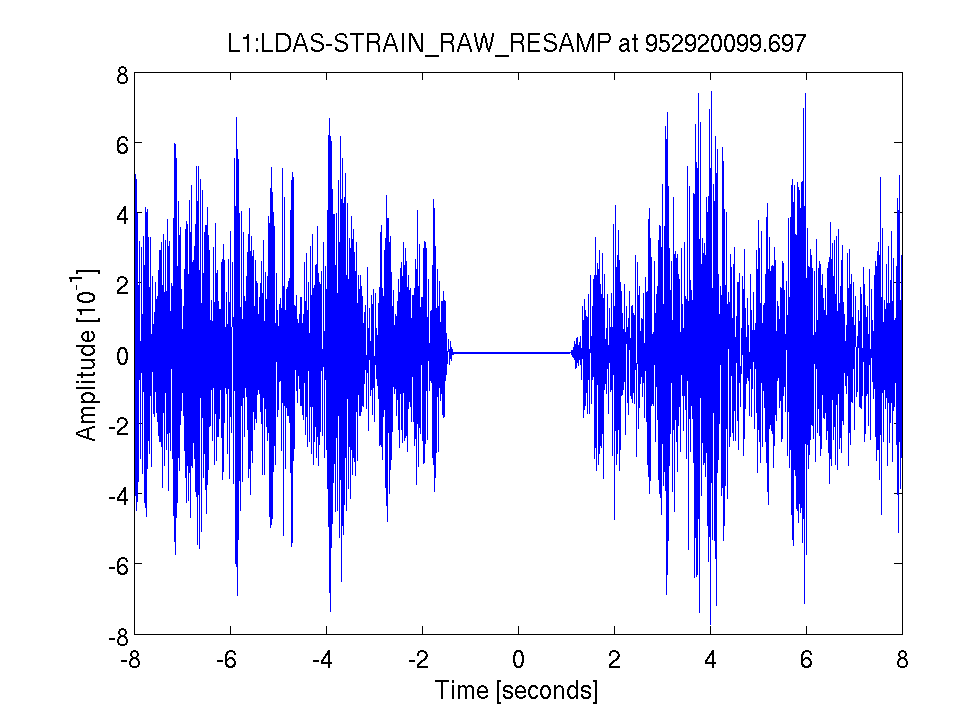 L1:LDAS-STRAIN_RAW_RESAMP at 952920099.697
Amplitude [10^-1]
8
6
4
2
0
-2
-4
-6
-8
-8 -6 -4 -2 0 2 4 6 8
Time [seconds]